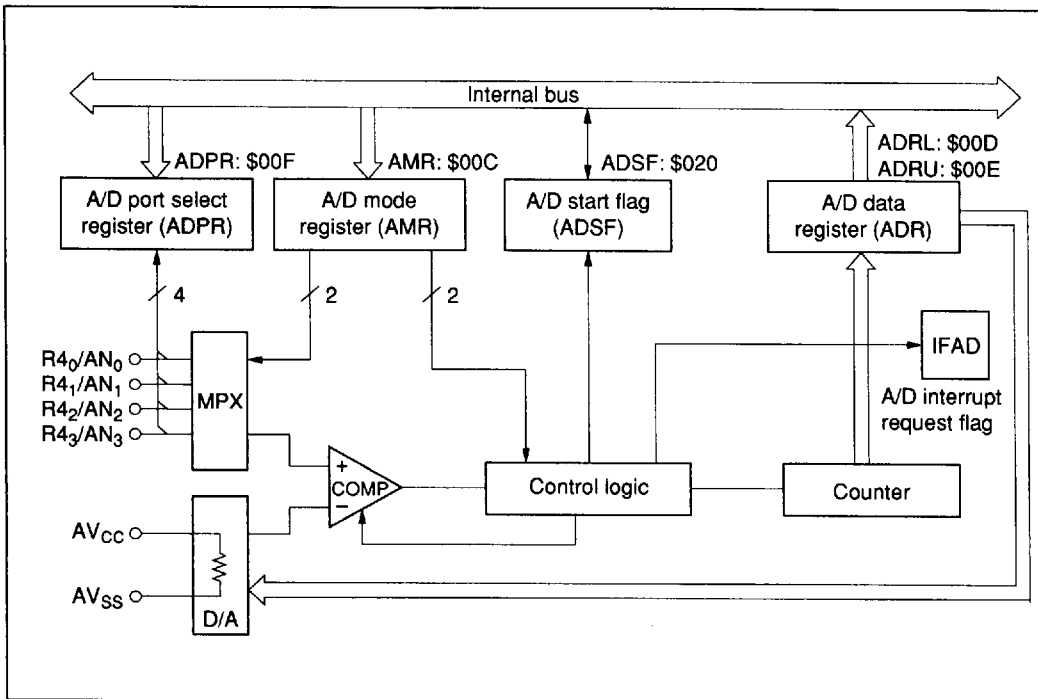 Internal bus
ADPR: $00F
AMR: $00C
ADSF: $020
ADRL: $00D
ADRU: $00E
A/D port select
register (ADPR)
A/D mode
register (AMR)
A/D start flag
(ADSF)
A/D data
register (ADR)
4
2
2
R4₀/AN₀
R4₁/AN₁
R4₂/AN₂
R4₃/AN₃
MPX
IFAD
A/D interrupt
request flag
+
COMP
−
Control logic
Counter
AVCC
AVSS
D/A